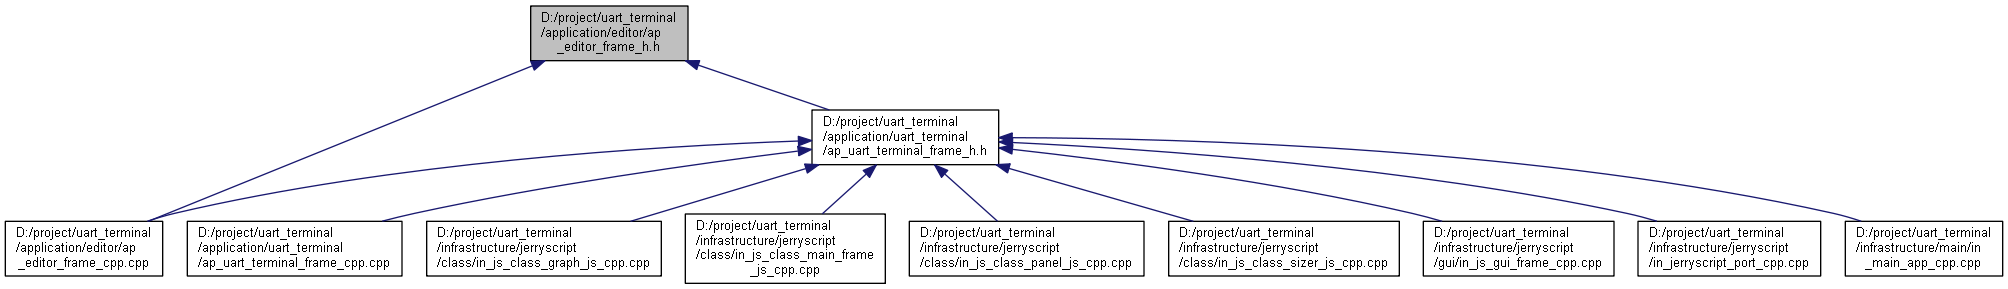 D:/project/uart_terminal
/application/editor/ap
_editor_frame_h.h
D:/project/uart_terminal
/application/uart_terminal
/ap_uart_terminal_frame_h.h
D:/project/uart_terminal
/application/editor/ap
_editor_frame_cpp.cpp
D:/project/uart_terminal
/application/uart_terminal
/ap_uart_terminal_frame_cpp.cpp
D:/project/uart_terminal
/infrastructure/jerryscript
/class/in_js_class_graph_js_cpp.cpp
D:/project/uart_terminal
/infrastructure/jerryscript
/class/in_js_class_main_frame
_js_cpp.cpp
D:/project/uart_terminal
/infrastructure/jerryscript
/class/in_js_class_panel_js_cpp.cpp
D:/project/uart_terminal
/infrastructure/jerryscript
/class/in_js_class_sizer_js_cpp.cpp
D:/project/uart_terminal
/infrastructure/jerryscript
/gui/in_js_gui_frame_cpp.cpp
D:/project/uart_terminal
/infrastructure/jerryscript
/in_jerryscript_port_cpp.cpp
D:/project/uart_terminal
/infrastructure/main/in
_main_app_cpp.cpp